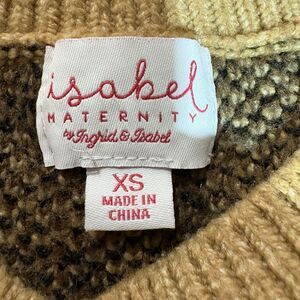 isabel
MATERNITY
by Ingrid & Isabel
XS
MADE IN
CHINA